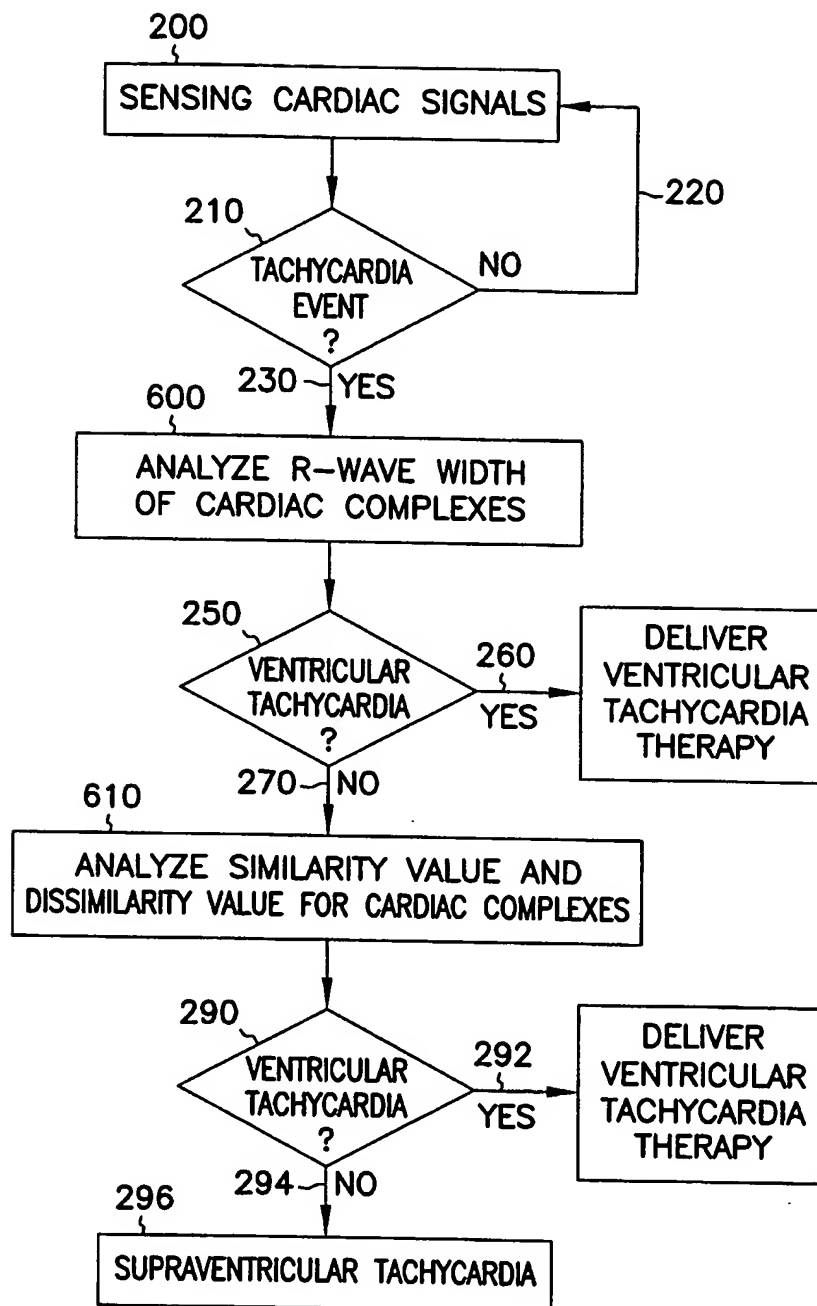 200
SENSING CARDIAC SIGNALS
220
210
TACHYCARDIA
EVENT
?
NO
230
YES
600
ANALYZE R-WAVE WIDTH
OF CARDIAC COMPLEXES
250
VENTRICULAR
TACHYCARDIA
?
260
YES
DELIVER
VENTRICULAR
TACHYCARDIA
THERAPY
270
NO
610
ANALYZE SIMILARITY VALUE AND
DISSIMILARITY VALUE FOR CARDIAC COMPLEXES
290
VENTRICULAR
TACHYCARDIA
?
292
YES
DELIVER
VENTRICULAR
TACHYCARDIA
THERAPY
294
NO
296
SUPRAVENTRICULAR TACHYCARDIA